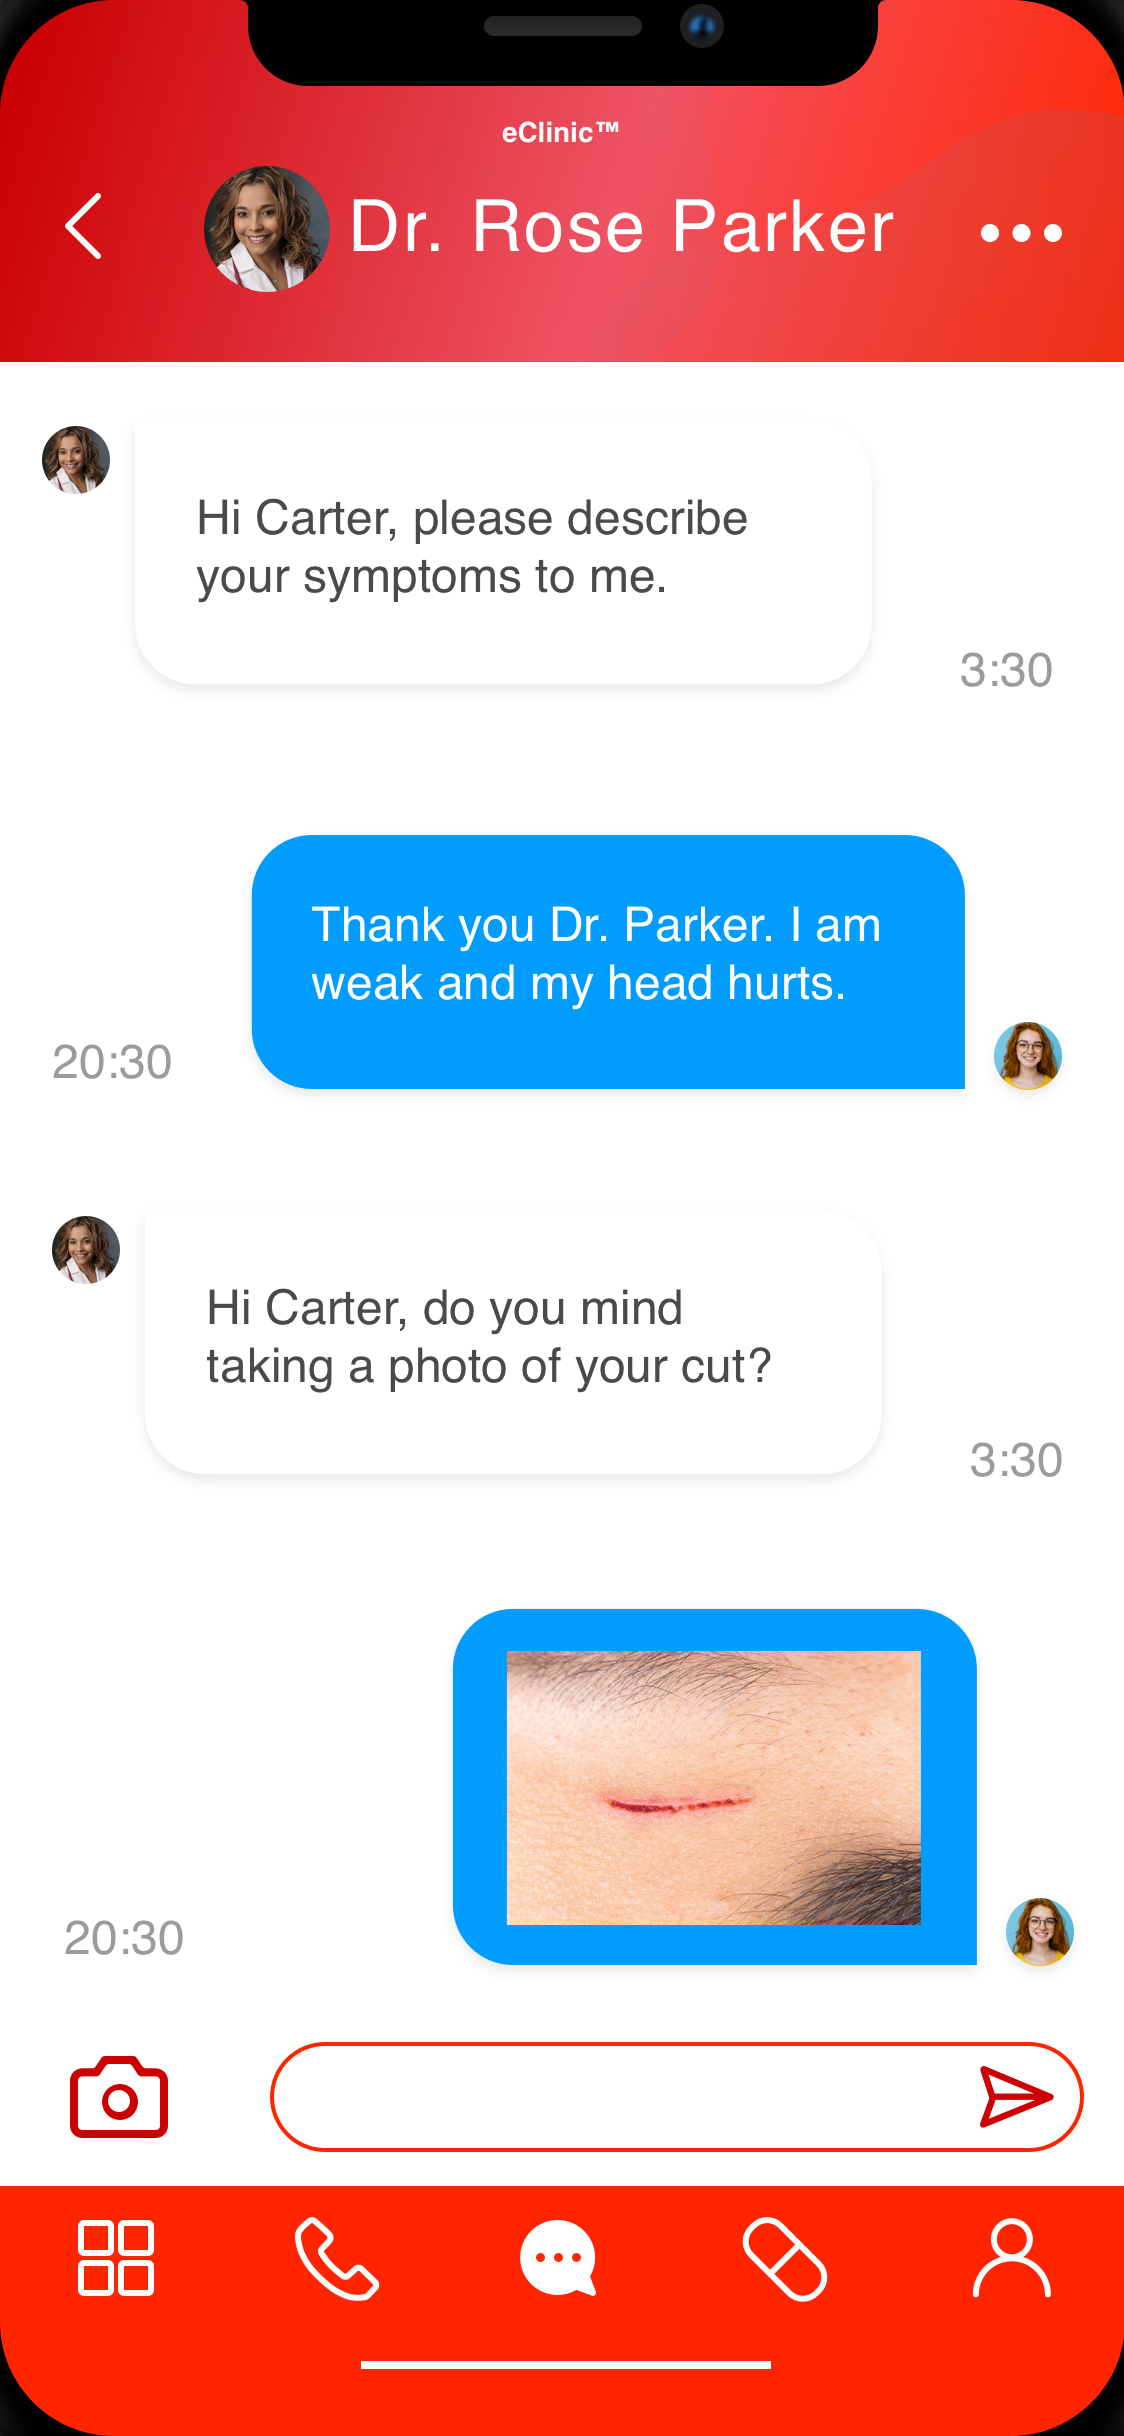 eClinic™
Dr. Rose Parker
Hi Carter, please describe
your symptoms to me.
3:30
Thank you Dr. Parker. I am
weak and my head hurts.
20:30
Hi Carter, do you mind
taking a photo of your cut?
3:30
20:30